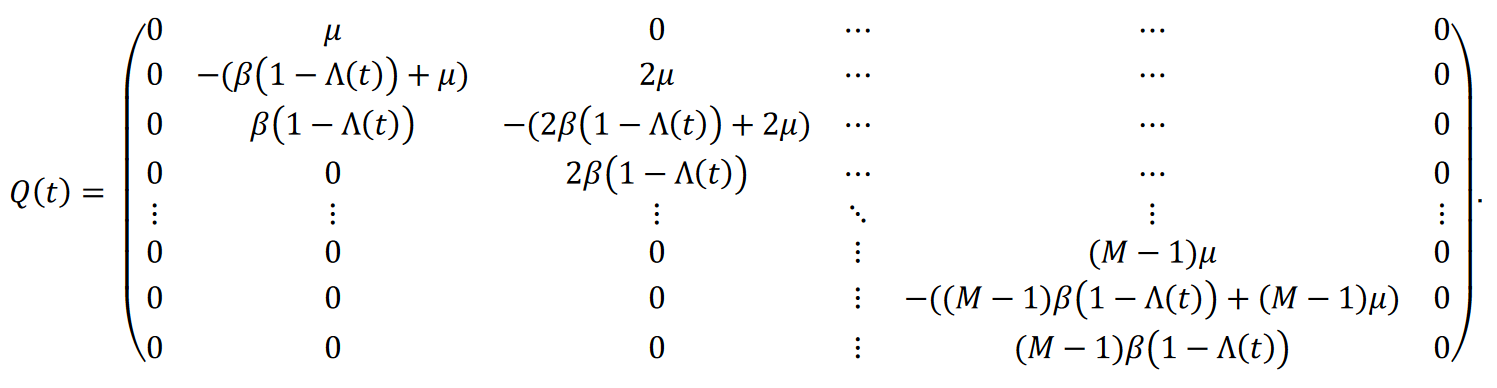 0 μ 0 ⋯ ⋯ 0
0 −(β(1 − Λ(t)) + μ) 2μ ⋯ ⋯ 0
0 β(1 − Λ(t)) −(2β(1 − Λ(t)) + 2μ) ⋯ ⋯ 0
Q(t) = 0 0 2β(1 − Λ(t)) ⋯ ⋯ 0
⋮ ⋮ ⋮ ⋱ ⋮ ⋮ .
0 0 0 ⋮ (M − 1)μ 0
0 0 0 ⋮ −((M − 1)β(1 − Λ(t)) + (M − 1)μ) 0
0 0 0 ⋮ (M − 1)β(1 − Λ(t)) 0